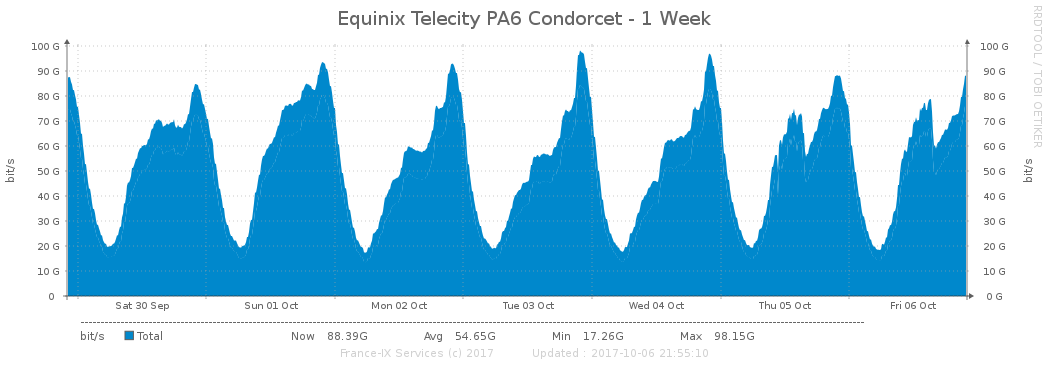 Equinix Telecity PA6 Condorcet - 1 Week
RRDTOOL / TOBI OETIKER
bit/s
bit/s
100 G 100 G
90 G 90 G
80 G 80 G
70 G 70 G
60 G 60 G
50 G 50 G
40 G 40 G
30 G 30 G
20 G 20 G
10 G 10 G
0 0 G
Sat 30 Sep Sun 01 Oct Mon 02 Oct Tue 03 Oct Wed 04 Oct Thu 05 Oct Fri 06 Oct
bit/s Total Now 88.39G Avg 54.65G Min 17.26G Max 98.15G
France-IX Services (c) 2017 Updated : 2017-10-06 21:55:10